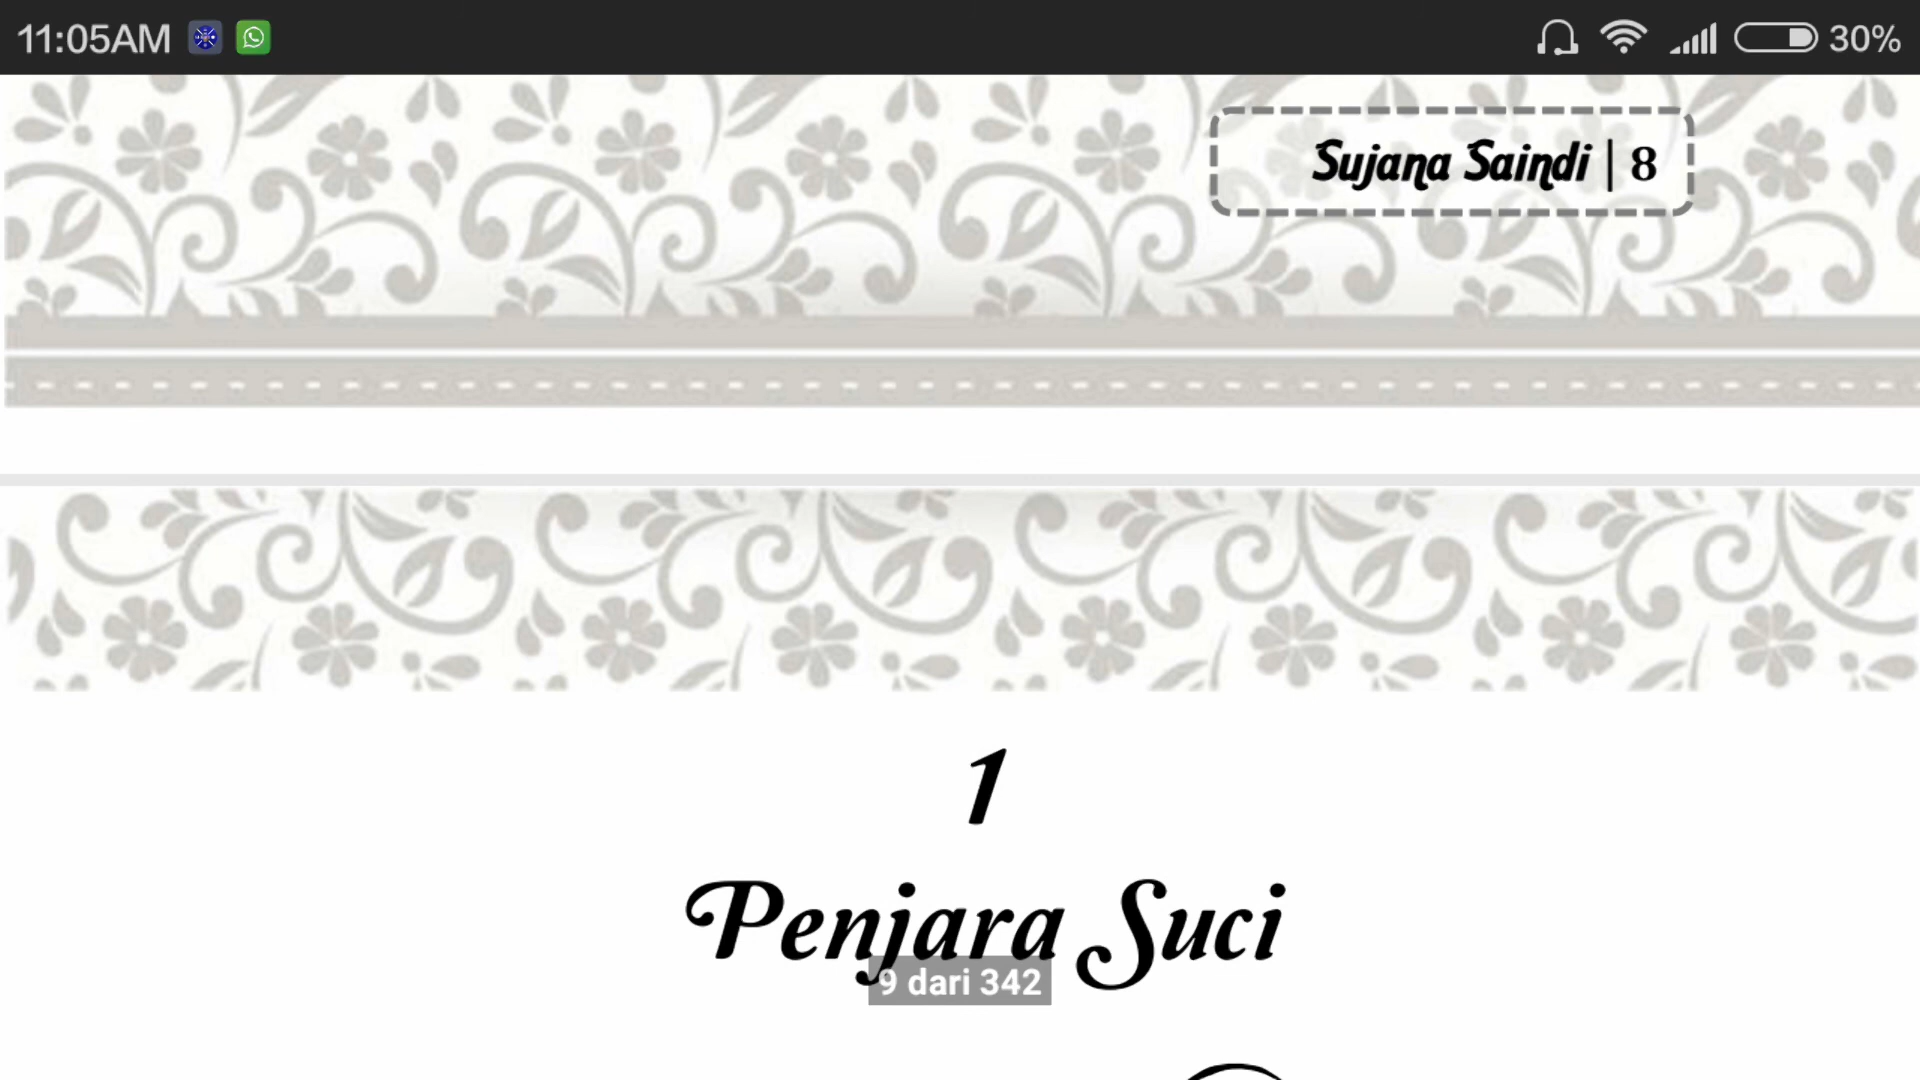 11:05AM
30%
Sujana Saindi | 8
1
Penjara Suci
9 dari 342